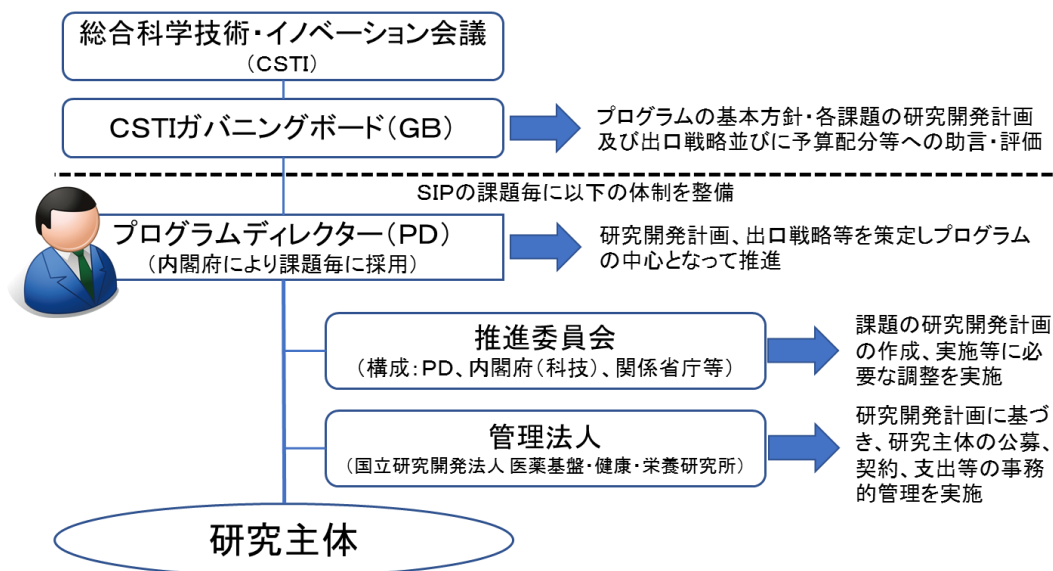 総合科学技術・イノベーション会議
(CSTI)
CSTIガバニングボード(GB)
プログラムの基本方針・各課題の研究開発計画
及び出口戦略並びに予算配分等への助言・評価
SIPの課題毎に以下の体制を整備
プログラムディレクター(PD)
(内閣府により課題毎に採用)
研究開発計画、出口戦略等を策定しプログラム
の中心となって推進
推進委員会
(構成:PD、内閣府(科技)、関係省庁等)
課題の研究開発計画
の作成、実施等に必
要な調整を実施
管理法人
(国立研究開発法人 医薬基盤・健康・栄養研究所)
研究開発計画に基づ
き、研究主体の公募、
契約、支出等の事務
的管理を実施
研究主体